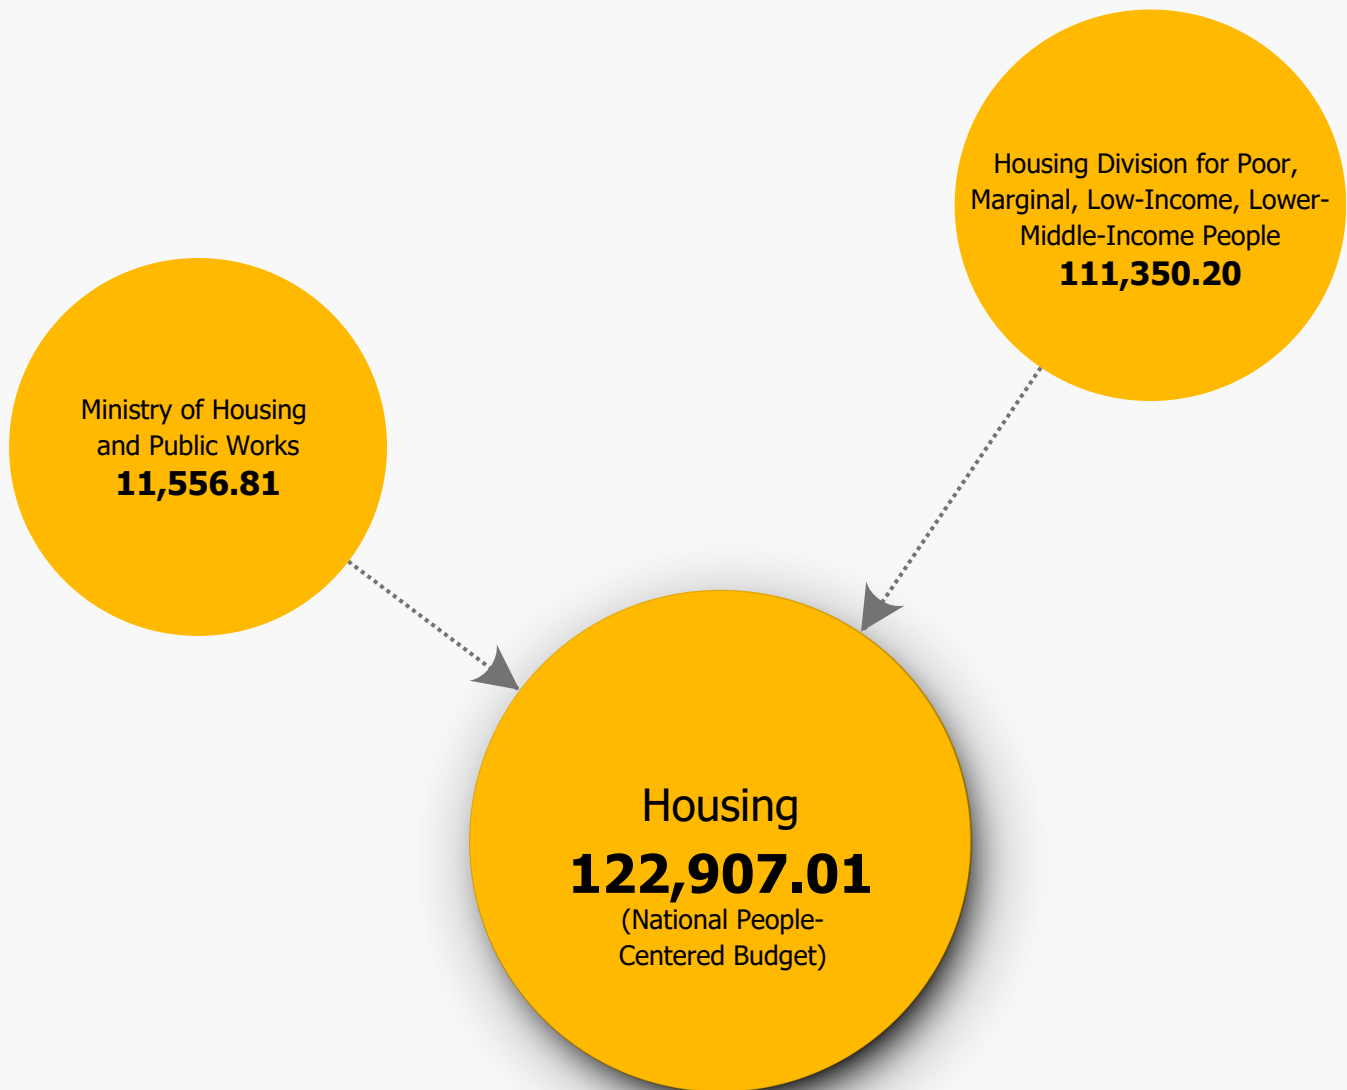 Housing Division for Poor,
Marginal, Low-Income, Lower-
Middle-Income People
111,350.20
Ministry of Housing
and Public Works
11,556.81
Housing
122,907.01
(National People-
Centered Budget)